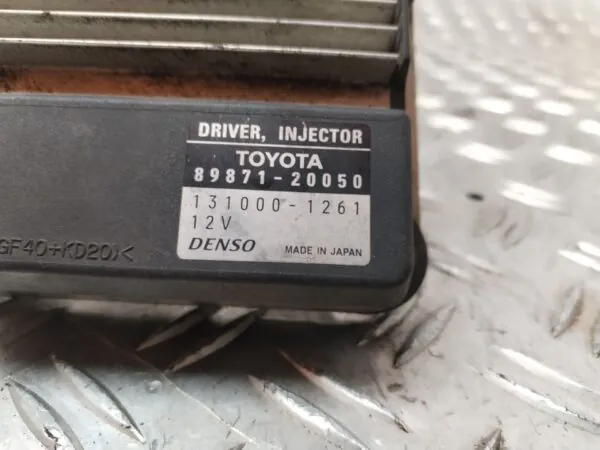 DRIVER, INJECTOR
TOYOTA
89871-20050
131000-1261
12V
DENSO MADE IN JAPAN
GF40+KD20)<